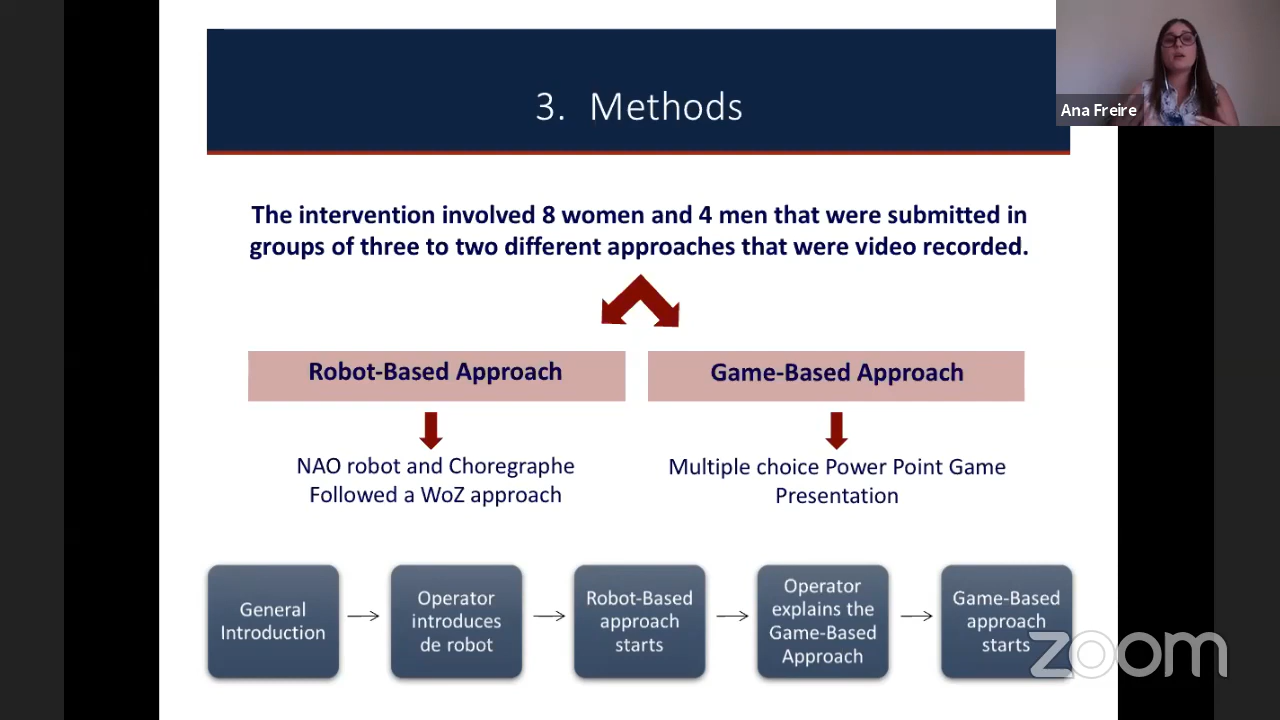 3. Methods
Ana Freire
The intervention involved 8 women and 4 men that were submitted in
groups of three to two different approaches that were video recorded.
Robot-Based Approach
Game-Based Approach
NAO robot and Choregraphe
Followed a WoZ approach
Multiple choice Power Point Game
Presentation
General
Introduction
Operator
introduces
de robot
Robot-Based
approach
starts
Operator
explains the
Game-Based
Approach
Game-Based
approach
starts
zoom